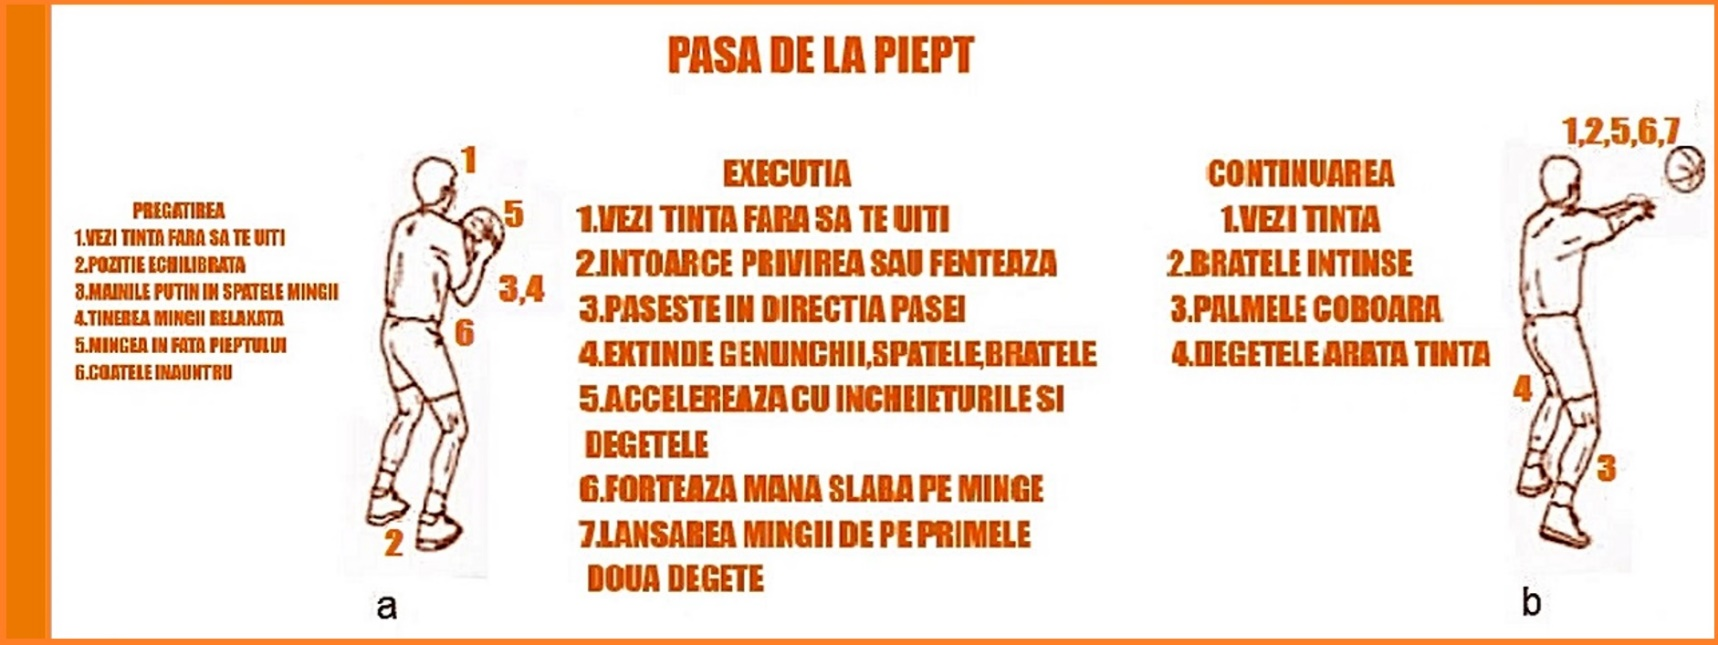 PASA DE LA PIEPT
PREGATIREA
1.VEZI TINTA FARA SA TE UITI
2.POZITIE ECHILIBRATA
3.MAINILE PUTIN IN SPATELE MINGII
4.TINEREA MINGII RELAXATA
5.MINGEA IN FATA PIEPTULUI
6.COATELE INAUNTRU
1
5
3,4
6
2
a
EXECUTIA
1.VEZI TINTA FARA SA TE UITI
2.INTOARCE PRIVIREA SAU FENTEAZA
3.PASESTE IN DIRECTIA PASEI
4.EXTINDE GENUNCHII,SPATELE,BRATELE
5.ACCELEREAZA CU INCHEIETURILE SI
DEGETELE
6.FORTEAZA MANA SLABA PE MINGE
7.LANSAREA MINGII DE PE PRIMELE
DOUA DEGETE
CONTINUAREA
1.VEZI TINTA
2.BRATELE INTINSE
3.PALMELE COBOARA
4.DEGETELE ARATA TINTA
1,2,5,6,7
4
3
b